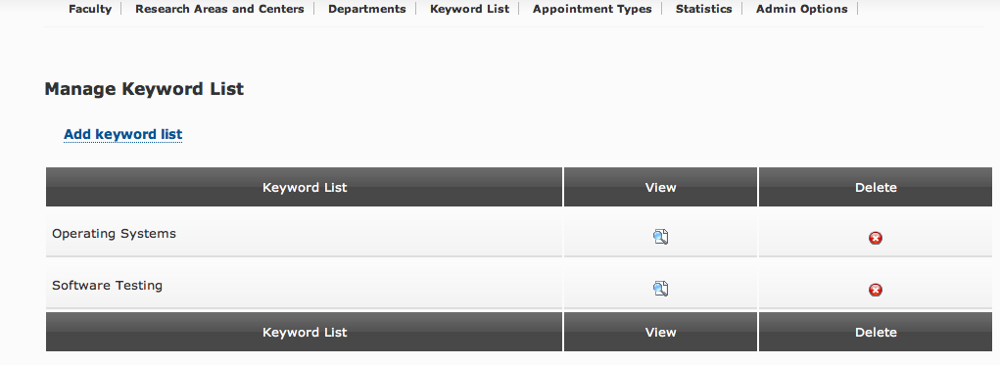 Faculty Research Areas and Centers Departments Keyword List Appointment Types Statistics Admin Options
Manage Keyword List
Add keyword list
Keyword List View Delete
Operating Systems
Software Testing
Keyword List View Delete